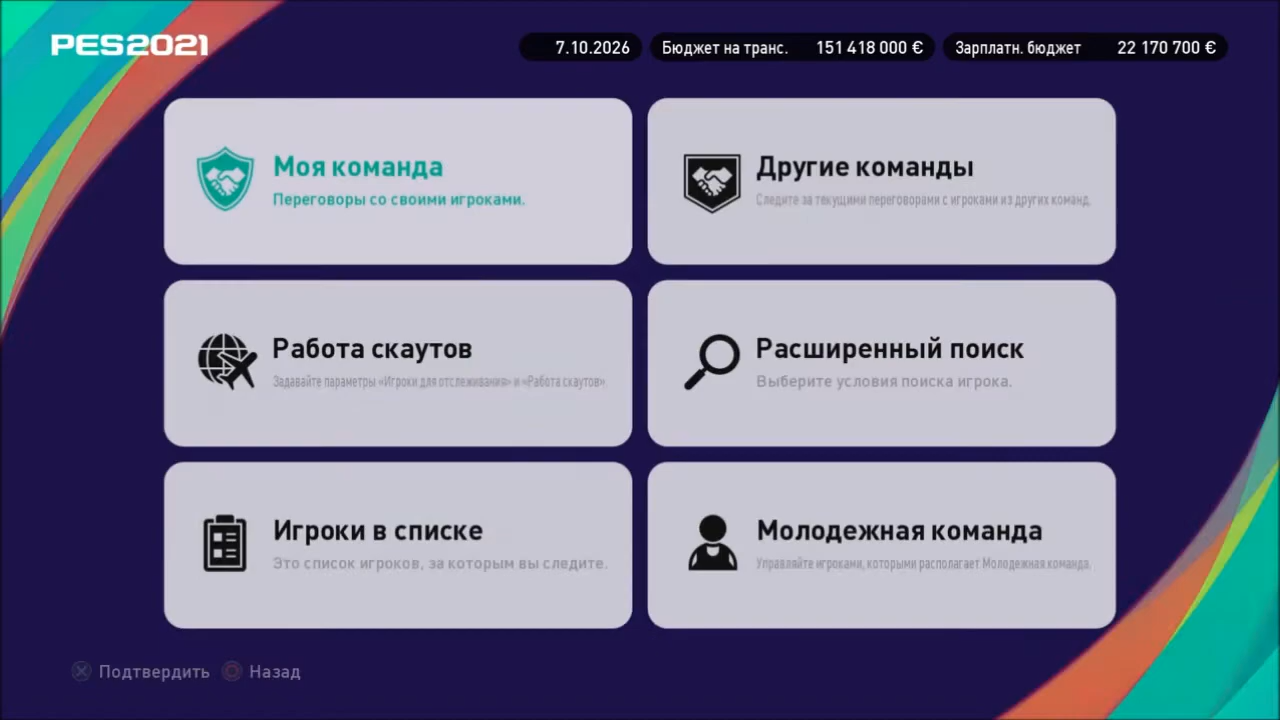 PES2021
7.10.2026 Бюджет на транс. 151 418 000 € Зарплатн. бюджет 22 170 700 €
Моя команда
Переговоры со своими игроками.
Другие команды
Следите за текущими переговорами с игроками из других команд.
Работа скаутов
Задавайте параметры «Игроки для отслеживания» и «Работа скаутов».
Расширенный поиск
Выберите условия поиска игрока.
Игроки в списке
Это список игроков, за которым вы следите.
Молодежная команда
Управляйте игроками, которыми располагает Молодежная команда.
Подтвердить Назад